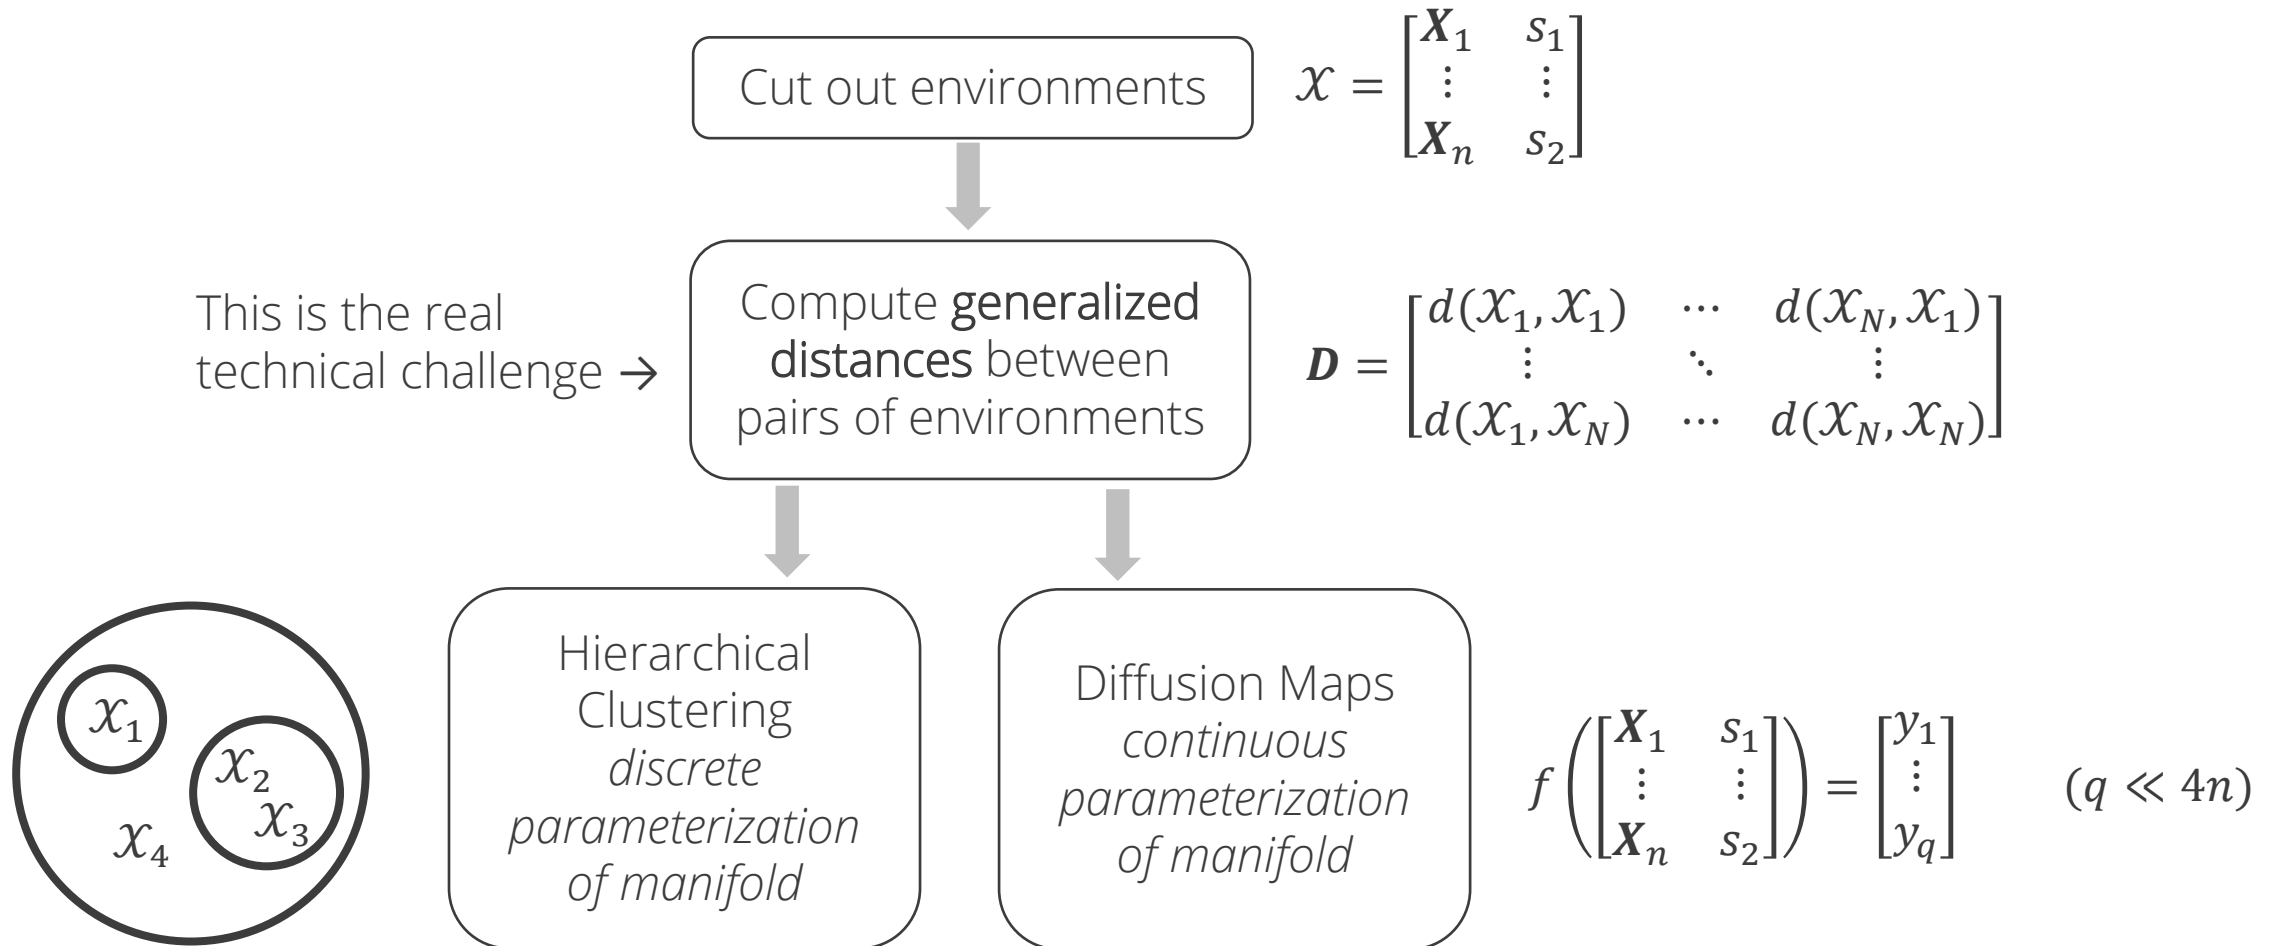 Cut out environments
𝒳 = [𝑿₁ s₁
⋮ ⋮
𝑿ₙ s₂]
This is the real
technical challenge →
Compute generalized
distances between
pairs of environments
𝑫 = [d(𝒳₁, 𝒳₁) ⋯ d(𝒳_N, 𝒳₁)
⋮ ⋱ ⋮
d(𝒳₁, 𝒳_N) ⋯ d(𝒳_N, 𝒳_N)]
𝒳₁
𝒳₂
𝒳₃
𝒳₄
Hierarchical
Clustering
discrete
parameterization
of manifold
Diffusion Maps
continuous
parameterization
of manifold
f([𝑿₁ s₁
⋮ ⋮
𝑿ₙ s₂]) = [y₁
⋮
y_q] (q ≪ 4n)